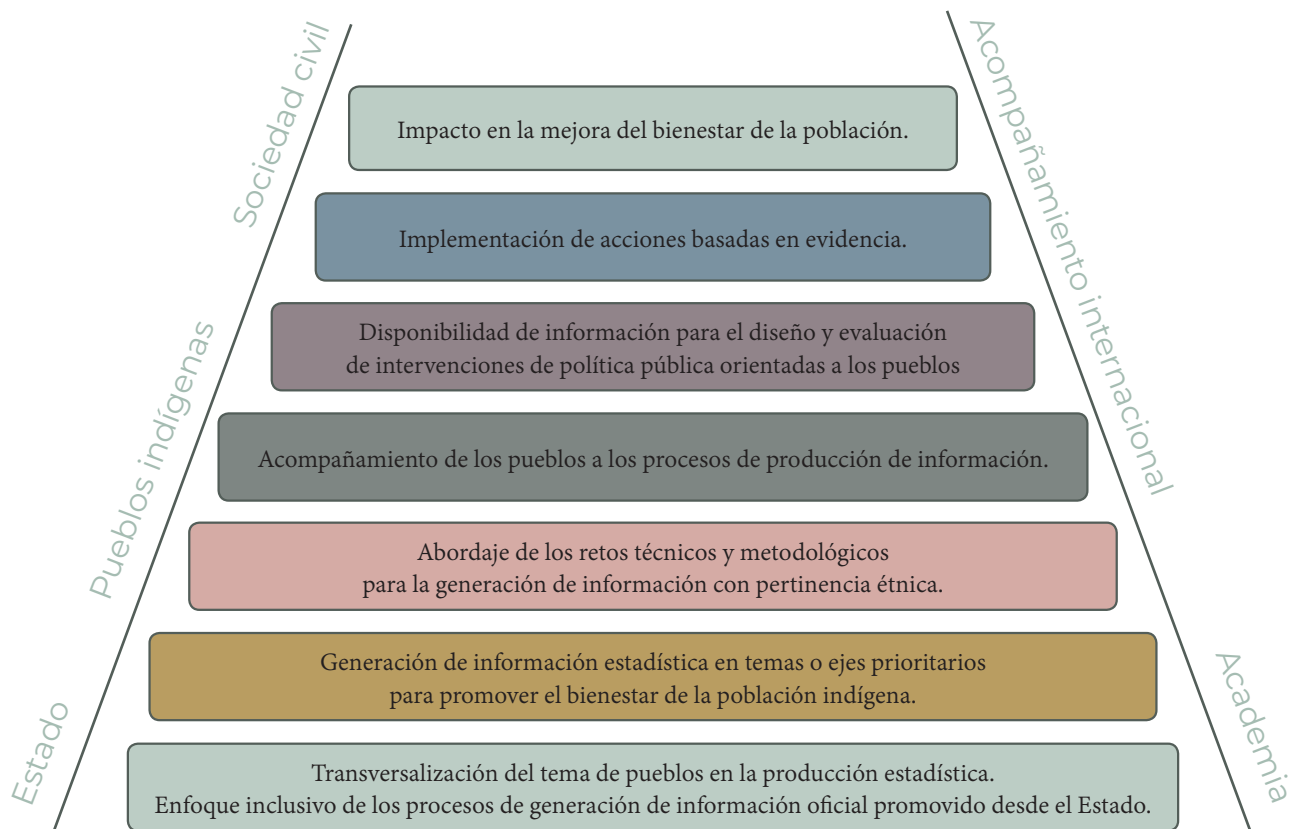 Sociedad civil
Acompañamiento internacional
Impacto en la mejora del bienestar de la población.
Implementación de acciones basadas en evidencia.
Pueblos indígenas
Disponibilidad de información para el diseño y evaluación
de intervenciones de política pública orientadas a los pueblos
Acompañamiento de los pueblos a los procesos de producción de información.
Abordaje de los retos técnicos y metodológicos
para la generación de información con pertinencia étnica.
Generación de información estadística en temas o ejes prioritarios
para promover el bienestar de la población indígena.
Estado
Academia
Transversalización del tema de pueblos en la producción estadística.
Enfoque inclusivo de los procesos de generación de información oficial promovido desde el Estado.